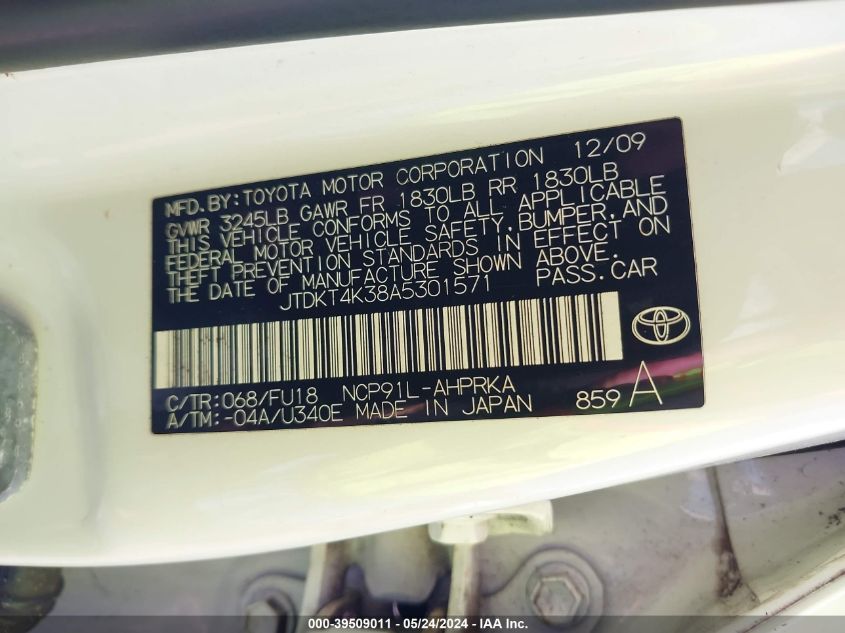 MFD.BY:TOYOTA MOTOR CORPORATION 12/09
GVWR 3245LB GAWR FR 1830LB RR 1830LB
THIS VEHICLE CONFORMS TO ALL APPLICABLE
FEDERAL MOTOR VEHICLE SAFETY,BUMPER,AND
THEFT PREVENTION STANDARDS IN EFFECT ON
THE DATE OF MANUFACTURE SHOWN ABOVE.
JTDKT4K38A5301571 PASS.CAR
C/TR:068/FU18 NCP91L-AHPRKA
A/TM:-04A/U340E MADE IN JAPAN 859 A
000-39509011 / 05/24/2024 - IAA Inc.